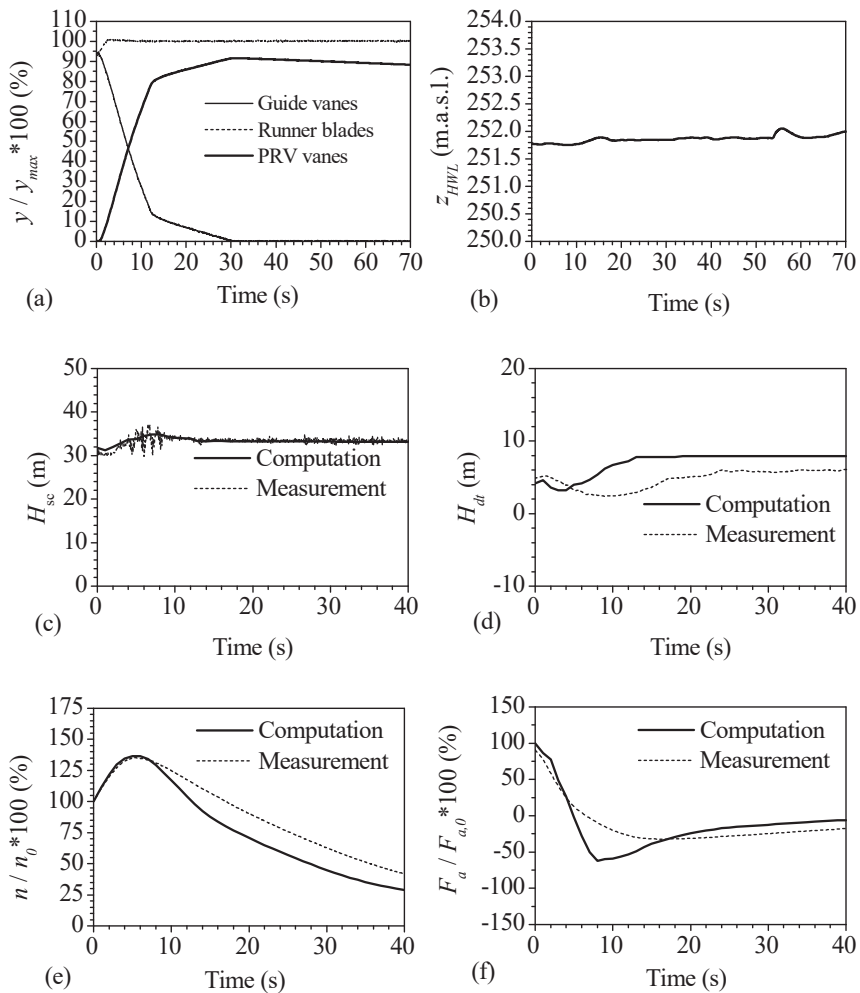 110
100
90
80
70
60
50
40
30
20
10
0
y / y_max *100 (%)
Guide vanes
Runner blades
PRV vanes
0 10 20 30 40 50 60 70
Time (s)
(a)
254.0
253.5
253.0
252.5
252.0
251.5
251.0
250.5
250.0
z_HWL (m.a.s.l.)
0 10 20 30 40 50 60 70
Time (s)
(b)
50
40
30
20
10
0
H_sc (m)
Computation
Measurement
0 10 20 30 40
Time (s)
(c)
20
10
0
-10
H_dt (m)
Computation
Measurement
0 10 20 30 40
Time (s)
(d)
175
150
125
100
75
50
25
0
n / n_0 *100 (%)
Computation
Measurement
0 10 20 30 40
Time (s)
(e)
150
100
50
0
-50
-100
-150
F_a / F_a,0 *100 (%)
Computation
Measurement
0 10 20 30 40
Time (s)
(f)